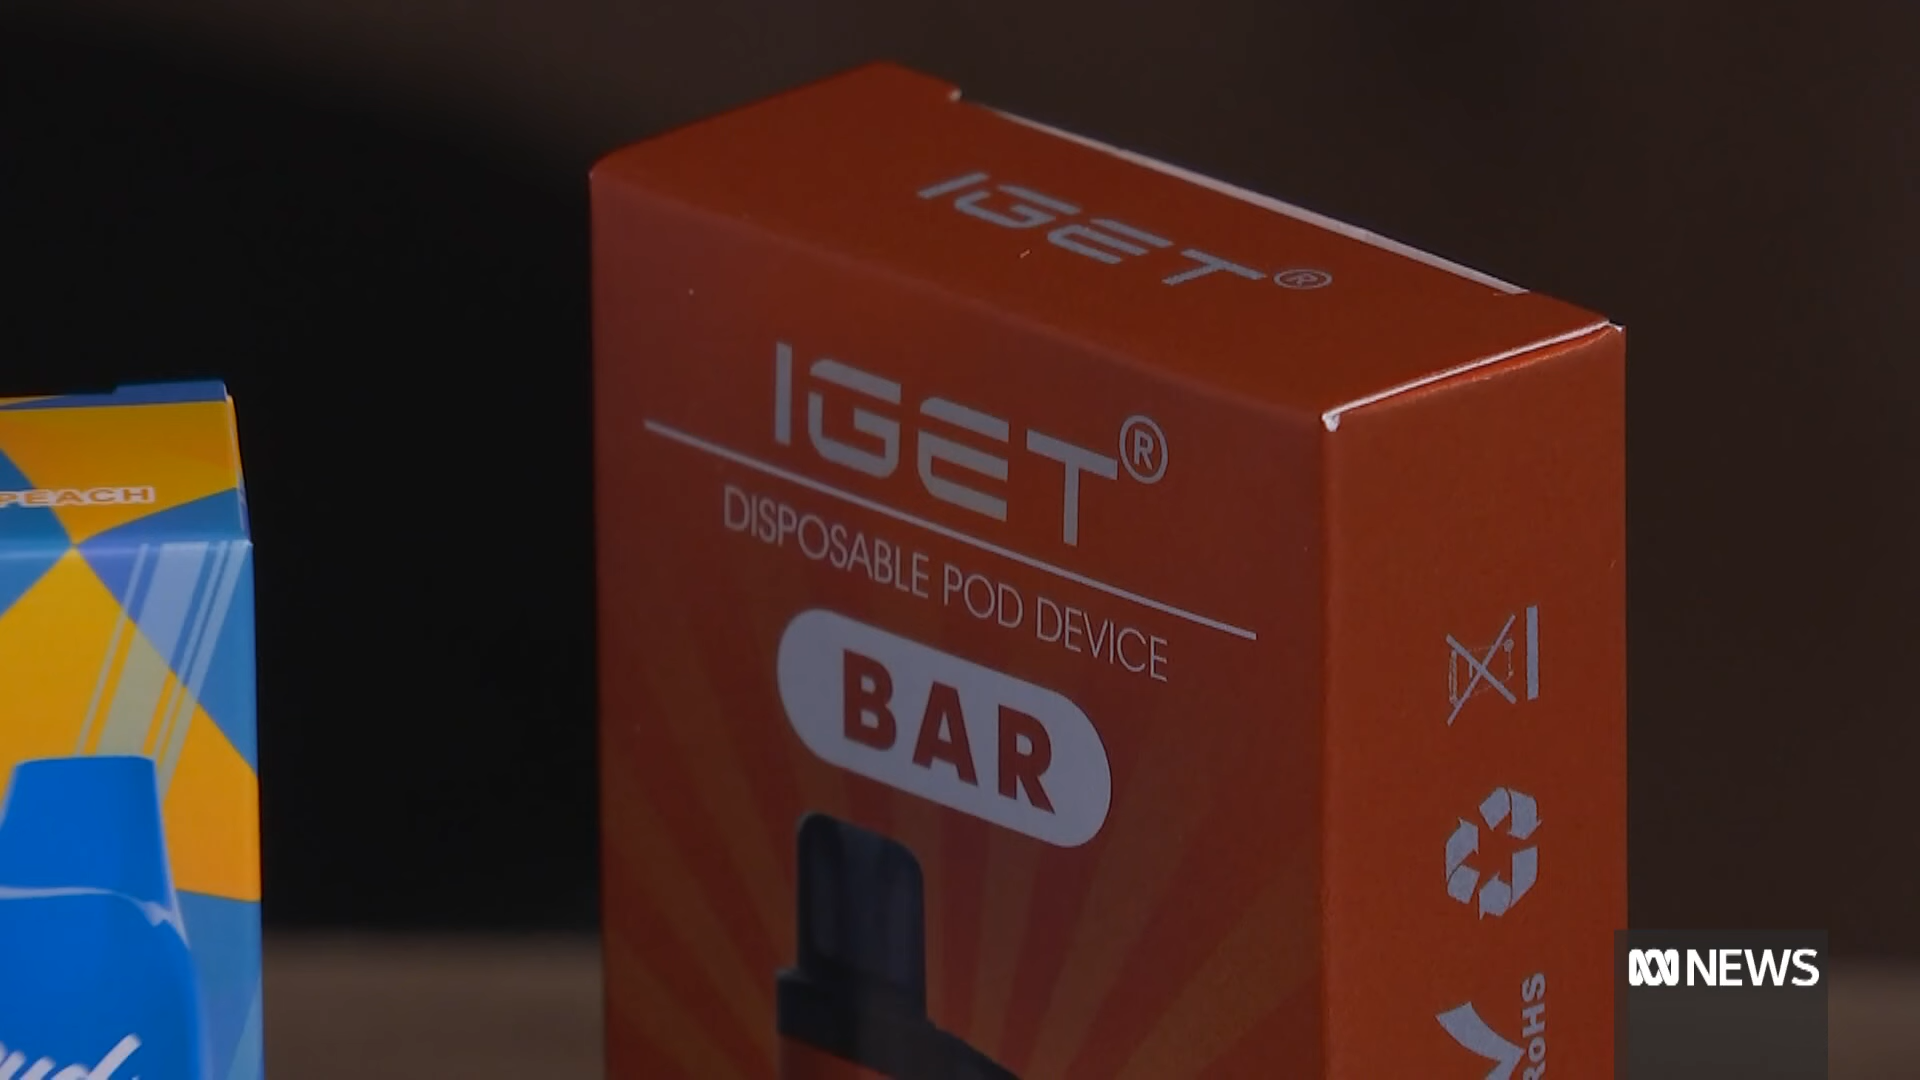 IGET®
IGET®
DISPOSABLE POD DEVICE
BAR
PEACH
RoHS
NEWS